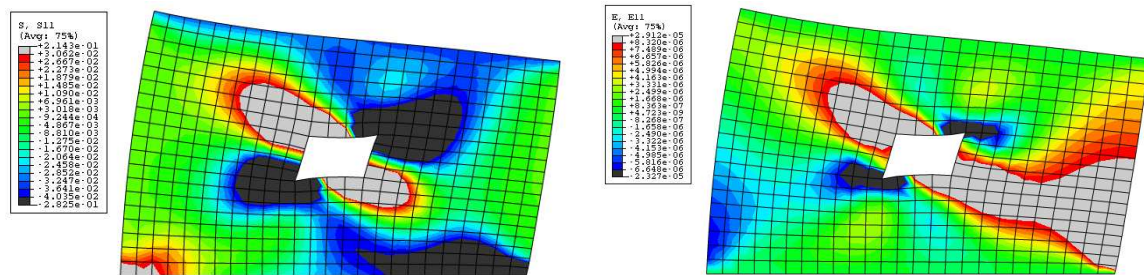 S, S11
(Avg: 75%)
+2.143e-01
+3.062e-02
+2.667e-02
+2.273e-02
+1.879e-02
+1.485e-02
+1.090e-02
+6.961e-03
+3.018e-03
-9.244e-04
-4.867e-03
-8.810e-03
-1.275e-02
-1.670e-02
-2.064e-02
-2.458e-02
-2.852e-02
-3.247e-02
-3.641e-02
-4.035e-02
-2.825e-01
E, E11
(Avg: 75%)
+2.912e-05
+8.320e-06
+7.489e-06
+6.657e-06
+5.826e-06
+4.994e-06
+4.163e-06
+3.331e-06
+2.499e-06
+1.668e-06
+8.363e-07
+4.723e-09
-8.268e-07
-1.658e-06
-2.490e-06
-3.322e-06
-4.153e-06
-4.985e-06
-5.816e-06
-6.648e-06
-2.327e-05